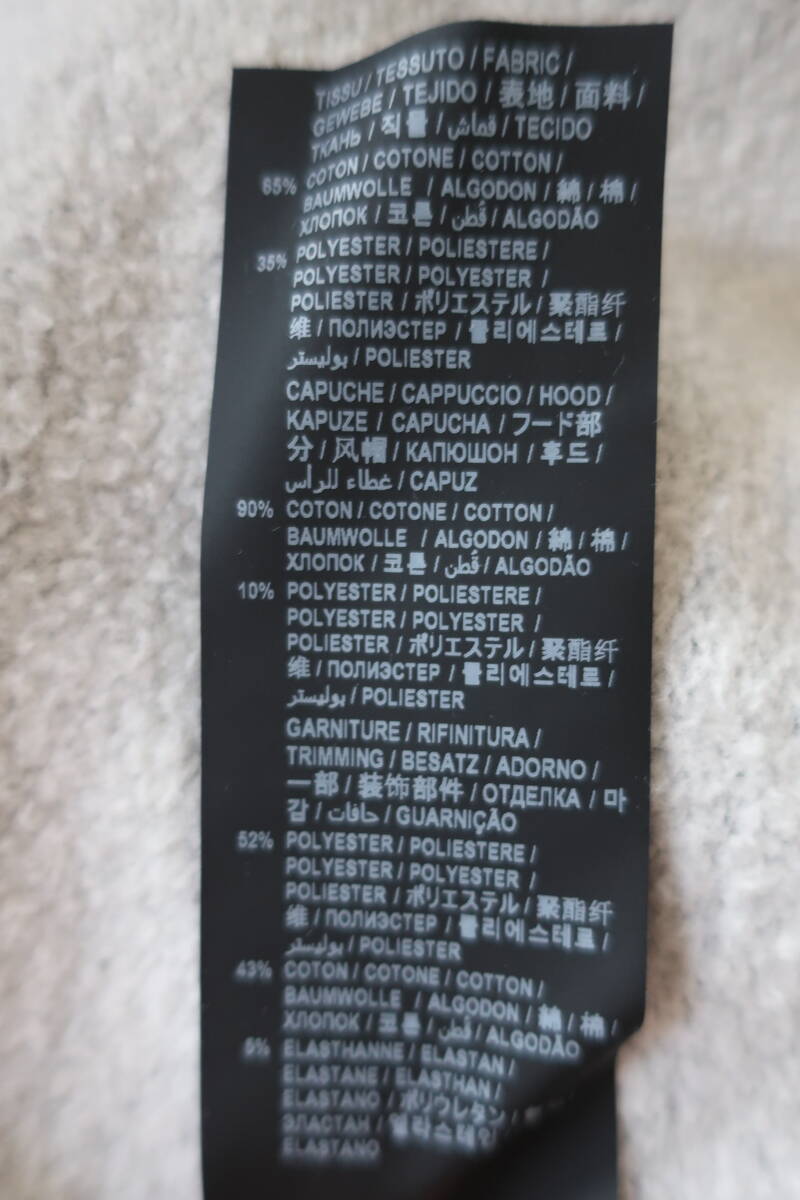 TISSU / TESSUTO / FABRIC /
GEWEBE / TEJIDO / 表地 / 面料 /
ТКАНЬ / 직물 / قماش / TECIDO
65% COTON / COTONE / COTTON /
BAUMWOLLE / ALGODON / 綿 / 棉 /
ХЛОПОК / 코튼 / قُطن / ALGODÃO
35% POLYESTER / POLIESTERE /
POLYESTER / POLYESTER /
POLIESTER / ポリエステル / 聚酯纤
维 / ПОЛИЭСТЕР / 폴리에스테르 /
بوليستر / POLIESTER
CAPUCHE / CAPPUCCIO / HOOD /
KAPUZE / CAPUCHA / フード部
分 / 风帽 / КАПЮШОН / 후드 /
غطاء للرأس / CAPUZ
90% COTON / COTONE / COTTON /
BAUMWOLLE / ALGODON / 綿 / 棉 /
ХЛОПОК / 코튼 / قُطن / ALGODÃO
10% POLYESTER / POLIESTERE /
POLYESTER / POLYESTER /
POLIESTER / ポリエステル / 聚酯纤
维 / ПОЛИЭСТЕР / 폴리에스테르 /
بوليستر / POLIESTER
GARNITURE / RIFINITURA /
TRIMMING / BESATZ / ADORNO /
一部 / 装饰部件 / ОТДЕЛКА / 마
감 / حافات / GUARNIÇÃO
52% POLYESTER / POLIESTERE /
POLYESTER / POLYESTER /
POLIESTER / ポリエステル / 聚酯纤
维 / ПОЛИЭСТЕР / 폴리에스테르 /
بوليستر / POLIESTER
43% COTON / COTONE / COTTON /
BAUMWOLLE / ALGODON / 綿 / 棉 /
ХЛОПОК / 코튼 / قُطن / ALGODÃO
5% ELASTHANNE / ELASTAN /
ELASTANE / ELASTHAN /
ELASTANO / ポリウレタン /
ЭЛАСТАН / 엘라스테인
ELASTANO